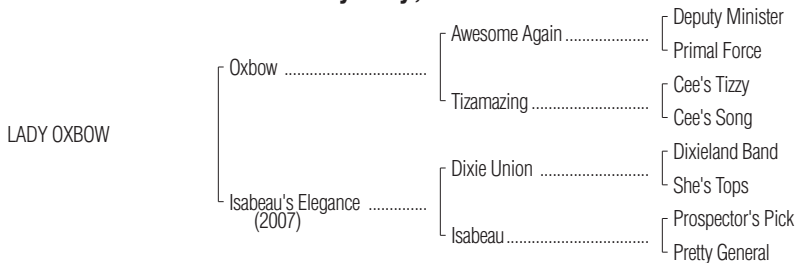 Awesome Again .................... Deputy Minister
Primal Force
Oxbow ..................................
Tizamazing ............................ Cee's Tizzy
Cee's Song
LADY OXBOW
Dixie Union .......................... Dixieland Band
She's Tops
Isabeau's Elegance ..............
(2007)
Isabeau .................................. Prospector's Pick
Pretty General